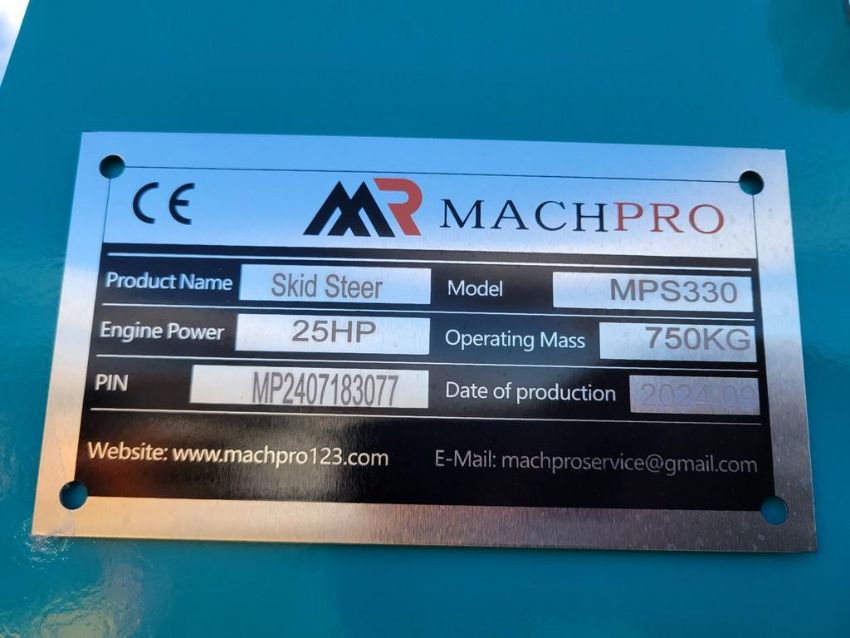 CE MR MACHPRO
Product Name Skid Steer Model MPS330
Engine Power 25HP Operating Mass 750KG
PIN MP2407183077 Date of production 2024.09
Website: www.machpro123.com E-Mail: machproservice@gmail.com